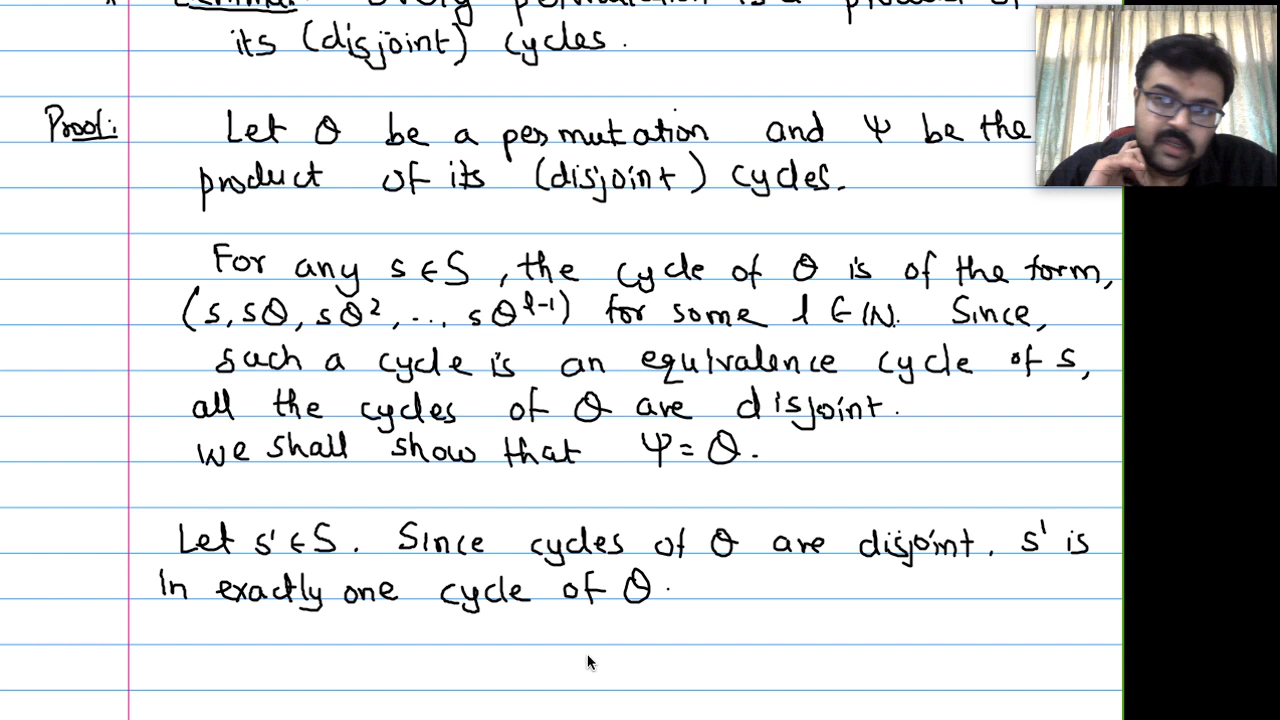 its (disjoint) cycles.
Proof: Let θ be a permutation and Ψ be the
product of its (disjoint) cycles.
For any s ∈ S, the cycle of θ is of the form,
(s, sθ, sθ², ... sθˡ⁻¹) for some l ∈ IN. Since,
such a cycle is an equivalence cycle of s,
all the cycles of θ are disjoint.
we shall show that Ψ = θ.
Let s' ∈ S. Since cycles of θ are disjoint. s' is
in exactly one cycle of θ.